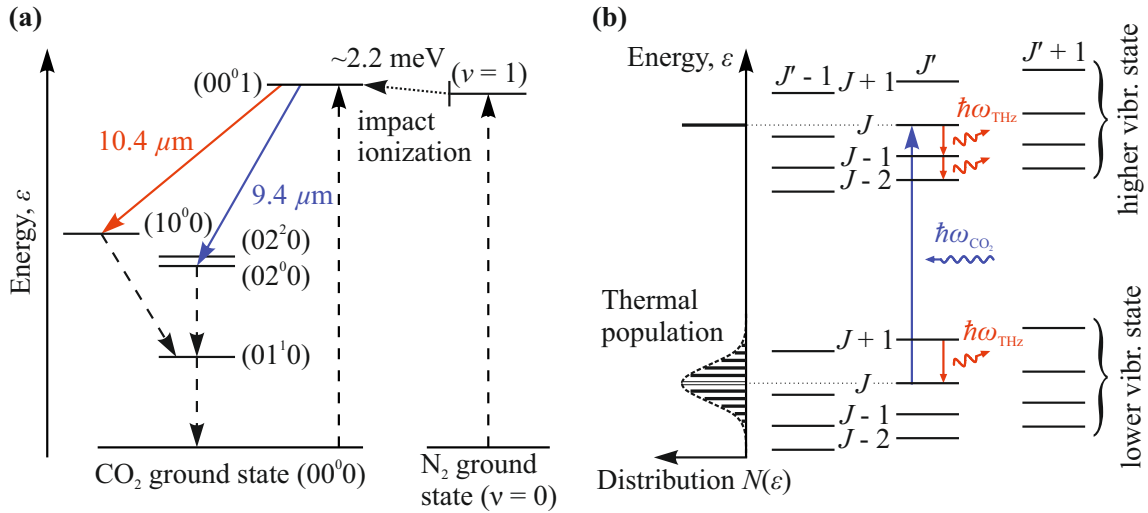 (a)
Energy, ε
(00⁰1)
~2.2 meV
(ν = 1)
impact
ionization
10.4 µm
9.4 µm
(10⁰0)
(02²0)
(02⁰0)
(01¹0)
CO₂ ground state (00⁰0)
N₂ ground
state (ν = 0)
(b)
Energy, ε
J' - 1
J + 1
J'
J' + 1
J
J - 1
J - 2
ħω_THz
ħω_CO₂
higher vibr. state
Thermal
population
J + 1
J
J - 1
J - 2
ħω_THz
lower vibr. state
Distribution N(ε)